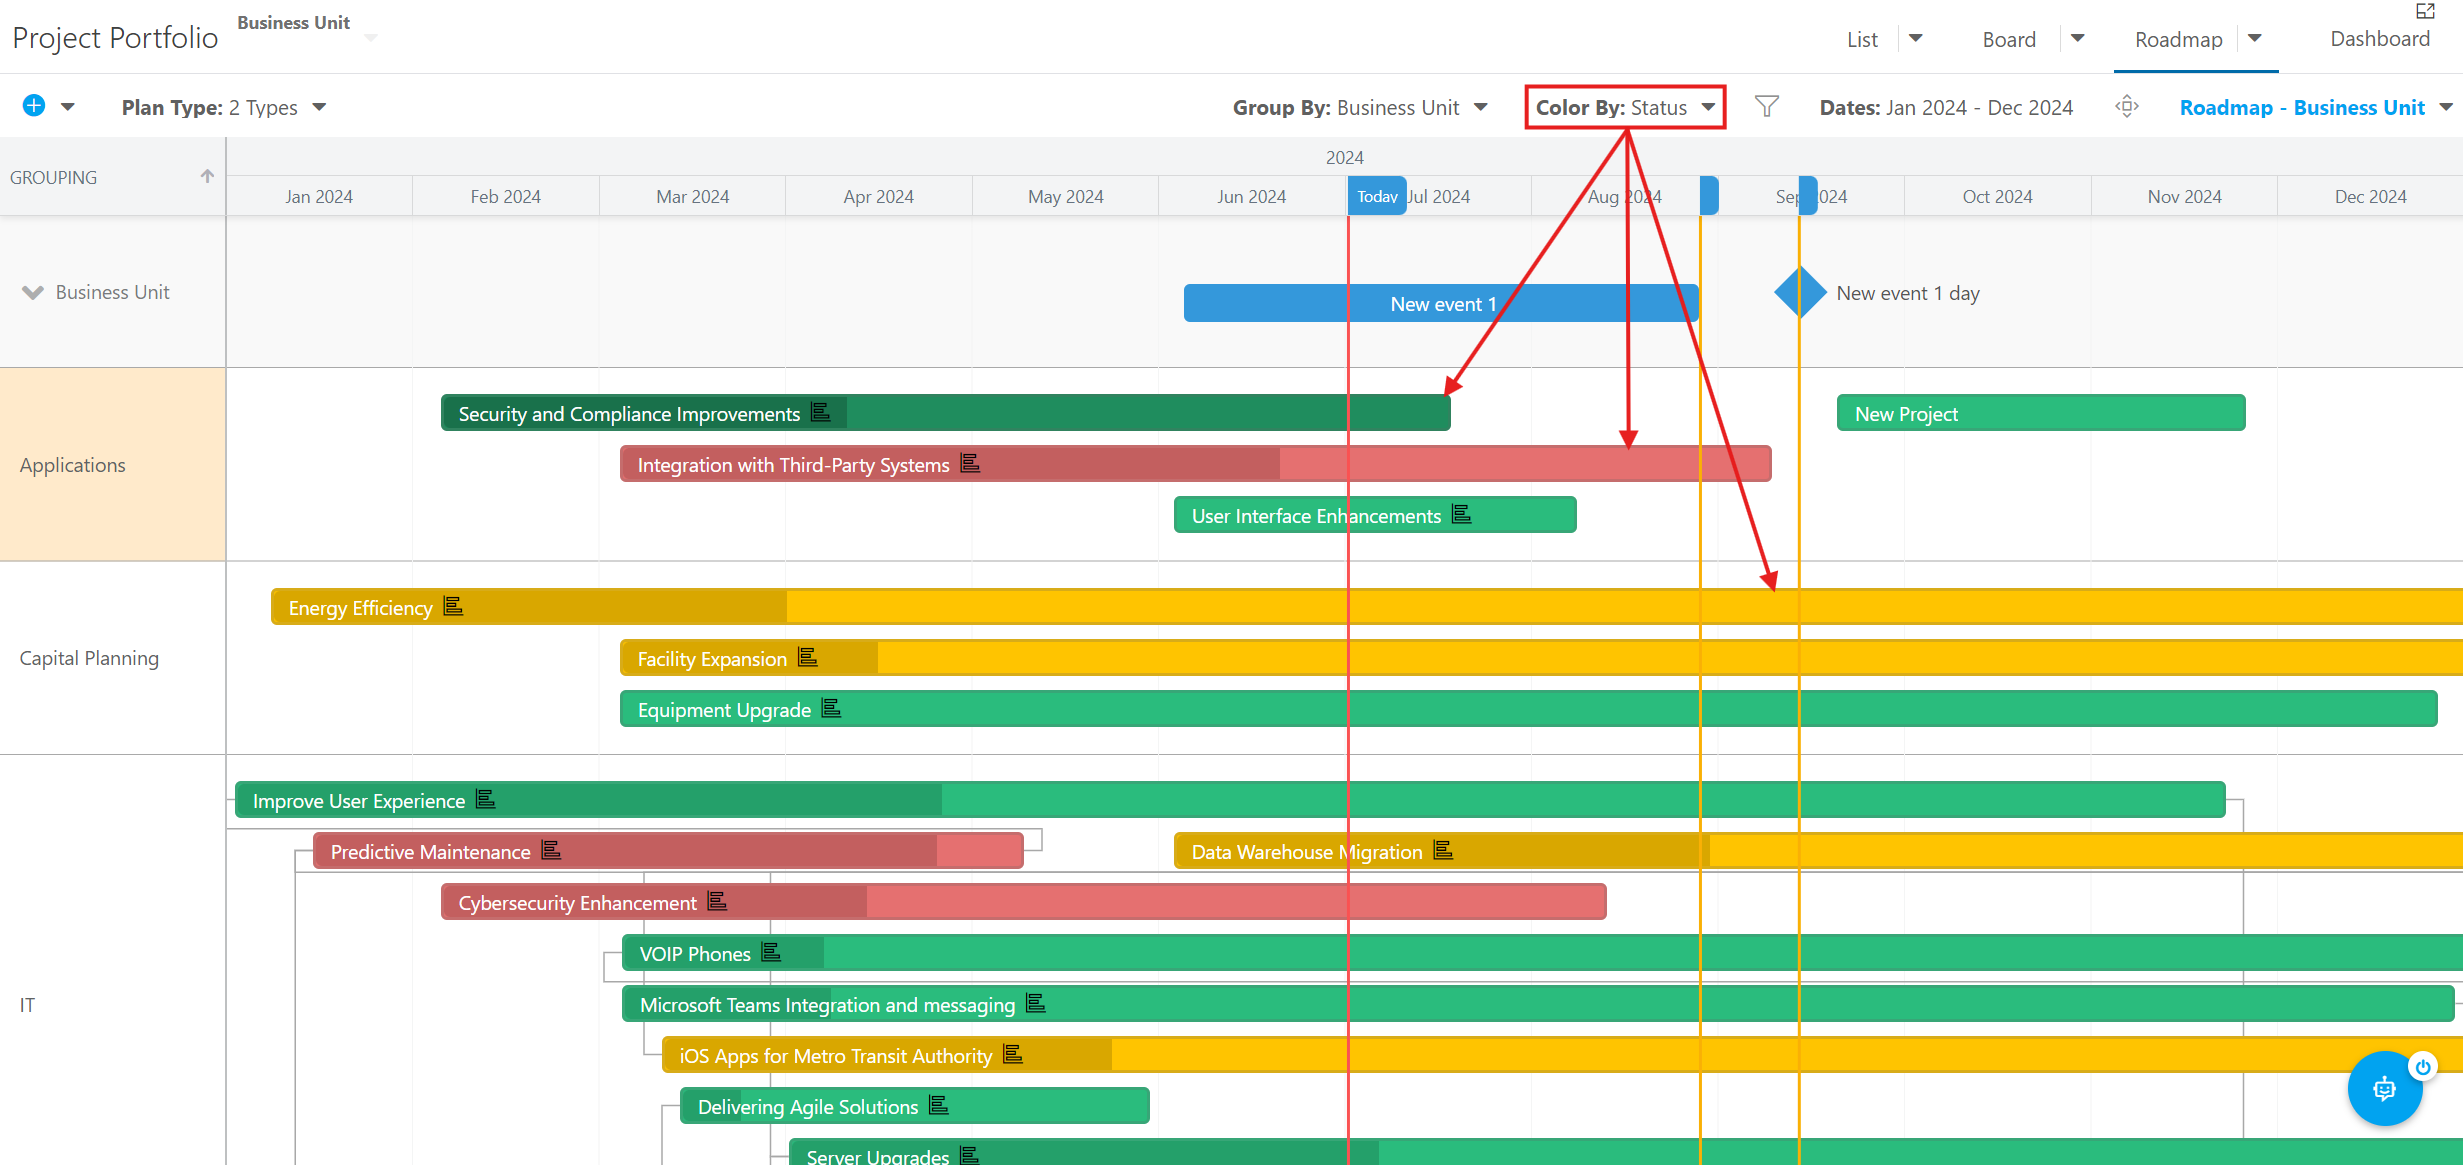 Project Portfolio
Business Unit
List
Board
Roadmap
Dashboard
Plan Type: 2 Types
Group By: Business Unit
Color By: Status
Dates: Jan 2024 - Dec 2024
Roadmap - Business Unit
GROUPING
2024
Jan 2024
Feb 2024
Mar 2024
Apr 2024
May 2024
Jun 2024
Today
Jul 2024
Aug 2024
Sep 2024
Oct 2024
Nov 2024
Dec 2024
Business Unit
New event 1
New event 1 day
Applications
Security and Compliance Improvements
New Project
Integration with Third-Party Systems
User Interface Enhancements
Capital Planning
Energy Efficiency
Facility Expansion
Equipment Upgrade
IT
Improve User Experience
Predictive Maintenance
Data Warehouse Migration
Cybersecurity Enhancement
VOIP Phones
Microsoft Teams Integration and messaging
iOS Apps for Metro Transit Authority
Delivering Agile Solutions
Server Upgrades